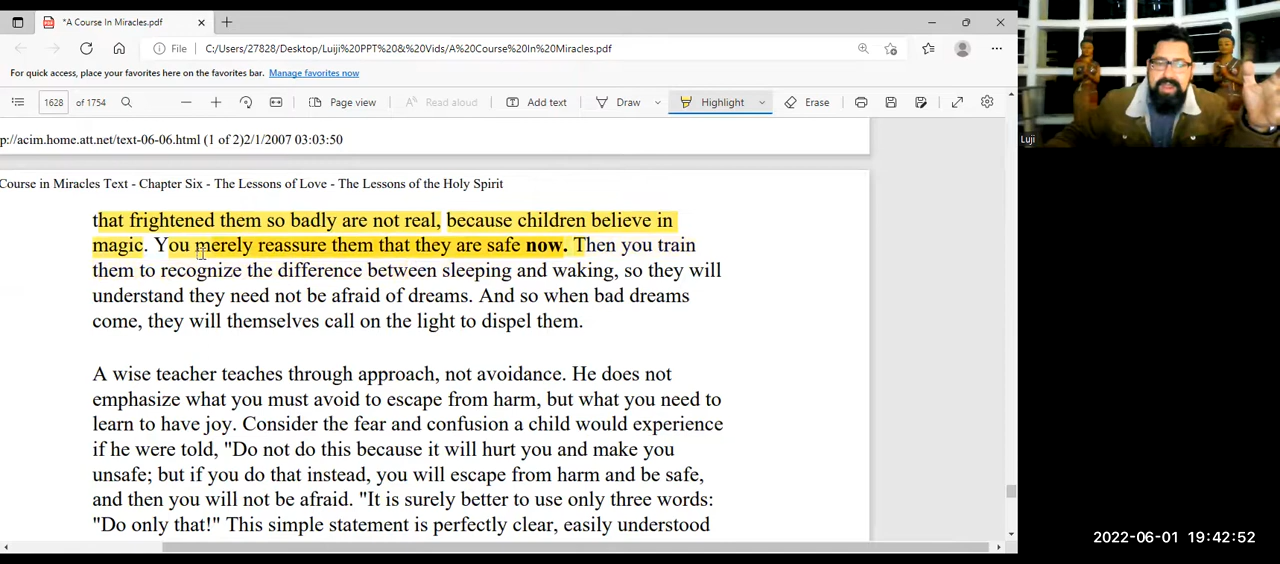 *A Course In Miracles.pdf
File
C:/Users/27828/Desktop/Luiji%20PPT%20&%20Vids/A%20Course%20In%20Miracles.pdf
For quick access, place your favorites here on the favorites bar. Manage favorites now
1628 of 1754
Page view
Read aloud
Add text
Draw
Highlight
Erase
p://acim.home.att.net/text-06-06.html (1 of 2)2/1/2007 03:03:50
Course in Miracles Text - Chapter Six - The Lessons of Love - The Lessons of the Holy Spirit
that frightened them so badly are not real, because children believe in
magic. You merely reassure them that they are safe now. Then you train
them to recognize the difference between sleeping and waking, so they will
understand they need not be afraid of dreams. And so when bad dreams
come, they will themselves call on the light to dispel them.
A wise teacher teaches through approach, not avoidance. He does not
emphasize what you must avoid to escape from harm, but what you need to
learn to have joy. Consider the fear and confusion a child would experience
if he were told, "Do not do this because it will hurt you and make you
unsafe; but if you do that instead, you will escape from harm and be safe,
and then you will not be afraid. "It is surely better to use only three words:
"Do only that!" This simple statement is perfectly clear, easily understood
Luji
2022-06-01 19:42:52